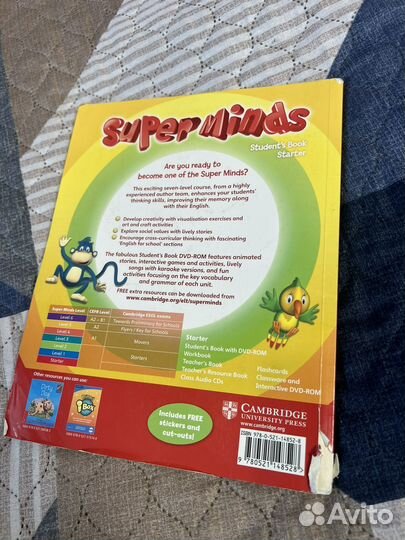 Super Minds
Student's Book
Starter
Are you ready to
become one of the Super Minds?
This exciting seven-level course, from a highly
experienced author team, enhances your students'
thinking skills, improving their memory along
with their English.
Develop creativity with visualisation exercises and
art and craft activities
Explore social values with lively stories
Encourage cross-curricular thinking with fascinating
'English for school' sections
The fabulous Student's Book DVD-ROM features animated
stories, interactive games and activities, lively
songs with karaoke versions, and fun
activities focusing on the vocabulary
and grammar of each unit.
FREE extra resources can be downloaded from
www.cambridge.org/elt/superminds
Super Minds Level CEFR Level Cambridge ESOL exams
Level 6 A2 – B1 Towards Preliminary for Schools
Level 5 A2 Flyers / Key for Schools
Level 4
Level 3 A1 Movers
Level 2
Level 1 Starters
Starter
Starter
Student's Book with DVD-ROM
Workbook
Teacher's Book
Teacher's Resource Book
Class Audio CDs
Flashcards
Classware and
Interactive DVD-ROM
Other resources you can use:
Box
Includes FREE
stickers and
cut-outs!
CAMBRIDGE
UNIVERSITY PRESS
www.cambridge.org
ISBN 978-0-521-14852-8
9 780521 148528
Avito